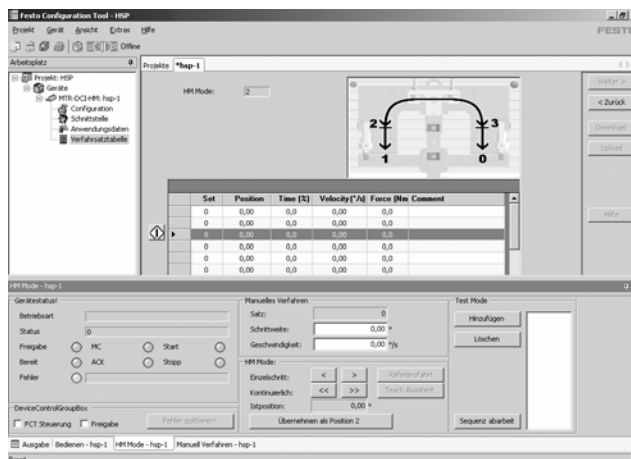 Festo Configuration Tool - HSP
Projekt Gerät Ansicht Extras Hilfe
Offline
FESTO
Arbeitsplatz
Projekte *hsp-1
Projekt: HSP
Geräte
MTR-DCI-HM: hsp-1
Configuration
Schnittstelle
Anwendungsdaten
Verfahrsatztabelle
HM Mode: 2
2 3
1 0
Weiter >
< Zurück
Download
Upload
Hilfe
Set Position Time [%] Velocity [°/s] Force [Nm Comment
0 0,00 0,0 0,00 0,0
0 0,00 0,0 0,00 0,0
0 0,00 0,0 0,00 0,0
0 0,00 0,0 0,00 0,0
0 0,00 0,0 0,00 0,0
0 0,00 0,0 0,00 0,0
HM Mode - hsp-1
Gerätestatus!
Betriebsart
Status 0
Freigabe MC Start
Bereit ACK Stopp
Fehler
DeviceControlGroupBox
FCT Steuerung Freigabe
Fehler quittieren!
Manuelles Verfahren
Satz: 0
Schrittweite: 0,00 °
Geschwindigkeit: 0,00 °/s
HM Mode:
Einzelschritt: < > Referenzfahrt
Kontinuierlich: << >> Teach Assistent
Istposition: 0,00 °
Übernehmen als Position 2
Test Mode
Hinzufügen
Löschen
Sequenz abarbeit
Ausgabe Bedienen - hsp-1 HM Mode - hsp-1 Manuell Verfahren - hsp-1